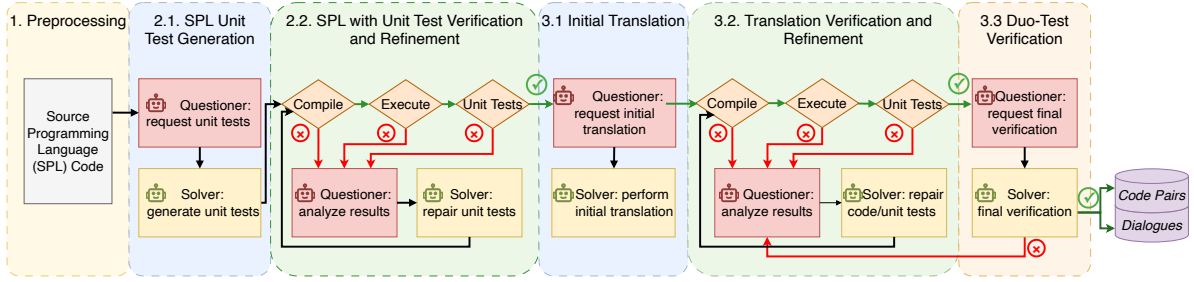 1. Preprocessing
Source
Programming
Language
(SPL) Code
2.1. SPL Unit
Test Generation
Questioner:
request unit tests
Solver:
generate unit tests
2.2. SPL with Unit Test Verification
and Refinement
Compile
Execute
Unit Tests
Questioner:
analyze results
Solver:
repair unit tests
3.1 Initial Translation
Questioner:
request initial
translation
Solver: perform
initial translation
3.2. Translation Verification and
Refinement
Compile
Execute
Unit Tests
Questioner:
analyze results
Solver: repair
code/unit tests
3.3 Duo-Test
Verification
Questioner:
request final
verification
Solver:
final verification
Code Pairs
Dialogues